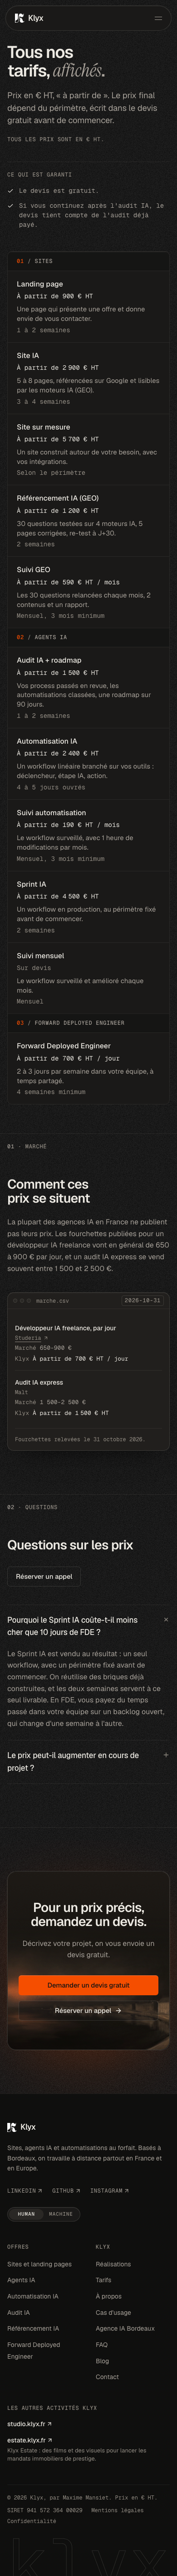 Klyx
Tous nos
tarifs, affichés.
Prix en € HT, « à partir de ». Le prix final
dépend du périmètre, écrit dans le devis
gratuit avant de commencer.
TOUS LES PRIX SONT EN € HT.
CE QUI EST GARANTI
Le devis est gratuit.
Si vous continuez après l'audit IA, le
devis tient compte de l'audit déjà
payé.
01 / SITES
Landing page
À partir de 900 € HT
Une page qui présente une offre et donne
envie de vous contacter.
1 à 2 semaines
Site IA
À partir de 2 900 € HT
5 à 8 pages, référencées sur Google et lisibles
par les moteurs IA (GEO).
3 à 4 semaines
Site sur mesure
À partir de 5 700 € HT
Un site construit autour de votre besoin, avec
vos intégrations.
Selon le périmètre
Référencement IA (GEO)
À partir de 1 200 € HT
30 questions testées sur 4 moteurs IA, 5
pages corrigées, re-test à J+30.
2 semaines
Suivi GEO
À partir de 590 € HT / mois
Les 30 questions relancées chaque mois, 2
contenus et un rapport.
Mensuel, 3 mois minimum
02 / AGENTS IA
Audit IA + roadmap
À partir de 1 500 € HT
Vos process passés en revue, les
automatisations classées, une roadmap sur
90 jours.
1 à 2 semaines
Automatisation IA
À partir de 2 400 € HT
Un workflow linéaire branché sur vos outils :
déclencheur, étape IA, action.
4 à 5 jours ouvrés
Suivi automatisation
À partir de 190 € HT / mois
Le workflow surveillé, avec 1 heure de
modifications par mois.
Mensuel, 3 mois minimum
Sprint IA
À partir de 4 500 € HT
Un workflow en production, au périmètre fixé
avant de commencer.
2 semaines
Suivi mensuel
Sur devis
Le workflow surveillé et amélioré chaque
mois.
Mensuel
03 / FORWARD DEPLOYED ENGINEER
Forward Deployed Engineer
À partir de 700 € HT / jour
2 à 3 jours par semaine dans votre équipe, à
temps partagé.
4 semaines minimum
01 · MARCHÉ
Comment ces
prix se situent
La plupart des agences IA en France ne publient
pas leurs prix. Les fourchettes publiées pour un
développeur IA freelance vont en général de 650
à 900 € par jour, et un audit IA express se vend
souvent entre 1 500 et 2 500 €.
marche.csv
2026-10-31
Développeur IA freelance, par jour
Studeria ↗
Marché 650–900 €
Klyx À partir de 700 € HT / jour
Audit IA express
Malt
Marché 1 500–2 500 €
Klyx À partir de 1 500 € HT
Fourchettes relevées le 31 octobre 2026.
02 · QUESTIONS
Questions sur les prix
Réserver un appel
Pourquoi le Sprint IA coûte-t-il moins
cher que 10 jours de FDE ?
Le Sprint IA est vendu au résultat : un seul
workflow, avec un périmètre fixé avant de
commencer. On réutilise des briques déjà
construites, et les deux semaines servent à ce
seul livrable. En FDE, vous payez du temps
passé dans votre équipe sur un backlog ouvert,
qui change d'une semaine à l'autre.
Le prix peut-il augmenter en cours de
projet ?
Pour un prix précis,
demandez un devis.
Décrivez votre projet, on vous envoie un
devis gratuit.
Demander un devis gratuit
Réserver un appel →
Klyx
Sites, agents IA et automatisations au forfait. Basés à
Bordeaux, on travaille à distance partout en France et
en Europe.
LINKEDIN ↗ GITHUB ↗ INSTAGRAM ↗
HUMAN MACHINE
OFFRES
Sites et landing pages
Agents IA
Automatisation IA
Audit IA
Référencement IA
Forward Deployed
Engineer
KLYX
Réalisations
Tarifs
À propos
Cas d'usage
Agence IA Bordeaux
FAQ
Blog
Contact
LES AUTRES ACTIVITÉS KLYX
studio.klyx.fr ↗
estate.klyx.fr ↗
Klyx Estate : des films et des visuels pour lancer les
mandats immobiliers de prestige.
© 2026 Klyx, par Maxime Mansiet. Prix en € HT.
SIRET 941 572 364 00029 Mentions légales
Confidentialité
klyx